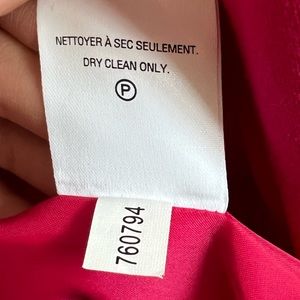 NETTOYER À SEC SEULEMENT.
DRY CLEAN ONLY.
P
760794